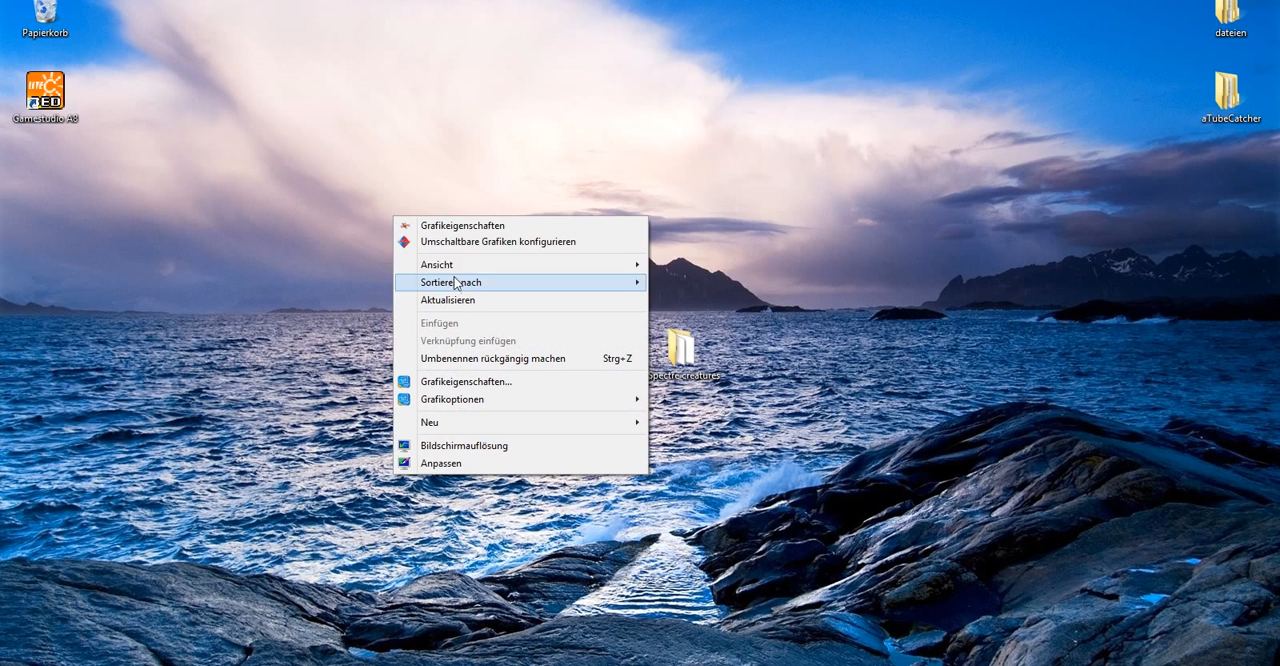 Papierkorb
dateien
Gamestudio A8
aTubeCatcher
Grafikeigenschaften
Umschaltbare Grafiken konfigurieren
Ansicht
Sortieren nach
Aktualisieren
Einfügen
Verknüpfung einfügen
Umbenennen rückgängig machen Strg+Z
Spectre creatures
Grafikeigenschaften...
Grafikoptionen
Neu
Bildschirmauflösung
Anpassen